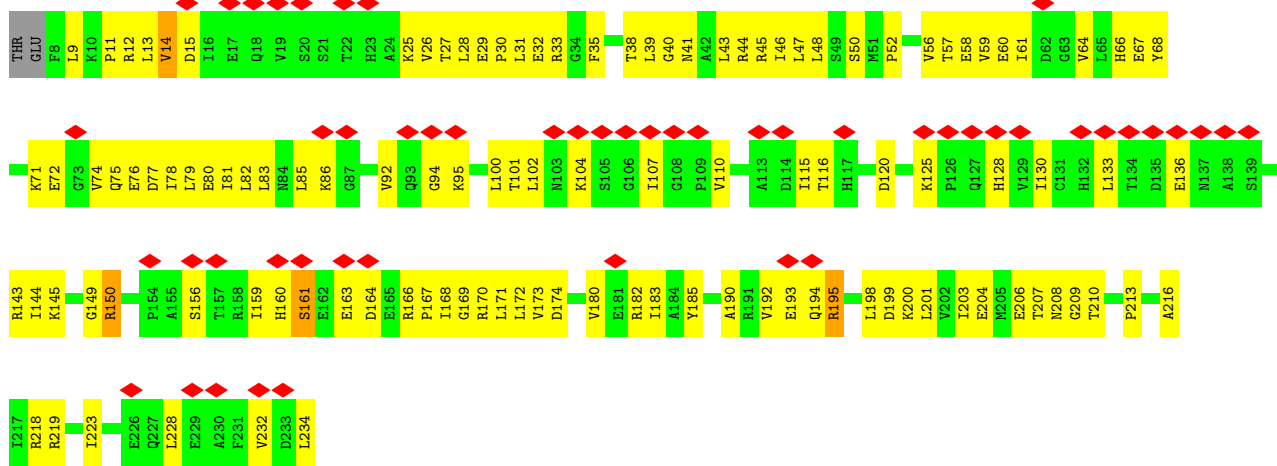 THR GLU F8 L9 K10 P11 R12 L13 V14 D15 I16 E17 Q18 V19 S20 S21 T22 H23 A24 K25 V26 T27 L28 E29 P30 L31 E32 R33 G34 F35 T38 L39 G40 N41 A42 L43 R44 R45 I46 L47 L48 S49 S50 M51 P52 V56 T57 E58 V59 E60 I61 D62 G63 V64 L65 H66 E67 Y68
K71 E72 G73 V74 Q75 E76 D77 I78 L79 E80 I81 L82 L83 N84 L85 K86 G87 V92 Q93 G94 K95 L100 T101 L102 N103 K104 S105 G106 I107 G108 P109 V110 A113 D114 I115 T116 H117 D120 K125 P126 Q127 H128 V129 I130 C131 H132 L133 T134 D135 E136 N137 A138 S139
R143 I144 K145 G149 R150 P154 A155 S156 T157 R158 I159 H160 S161 E162 E163 D164 E165 R166 P167 I168 G169 R170 L171 L172 V173 D174 V180 E181 R182 I183 A184 Y185 A190 R191 V192 E193 Q194 R195 L198 D199 K200 L201 V202 I203 E204 M205 E206 T207 N208 G209 T210 P213 A216
I217 R218 R219 I223 E226 Q227 L228 E229 A230 F231 V232 D233 L234